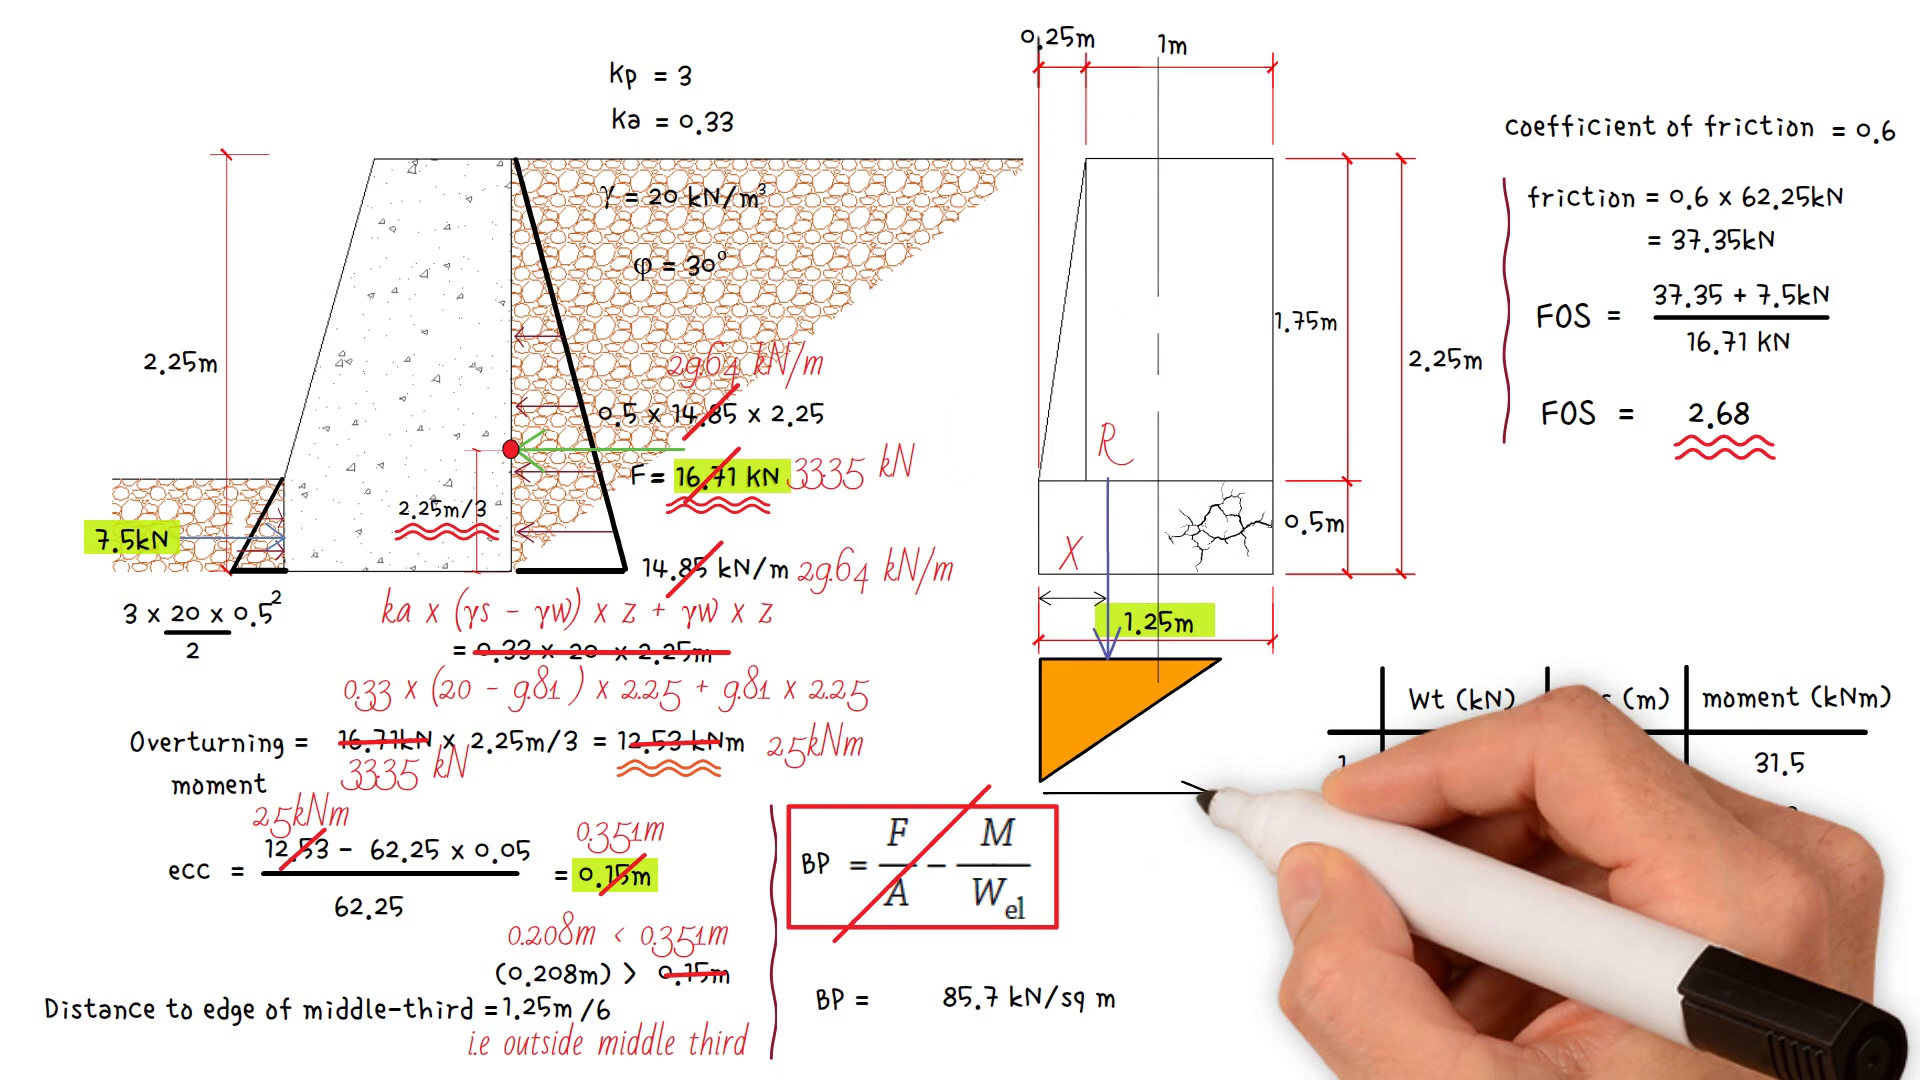 kp = 3
ka = 0.33
γ = 20 kN/m³
φ = 30°
2.25m
29.64 kN/m
0.5 x 14.85 x 2.25
F = 16.71 KN 33.35 kN
2.25m/3
7.5kN
14.85 kN/m 29.64 kN/m
3 x 20 x 0.5²
2
ka x (γs - γw) x z + γw x z
= 0.33 x 20 x 2.25m
0.33 x (20 - 9.81 ) x 2.25 + 9.81 x 2.25
Overturning = 16.71kN x 2.25m/3 = 12.53 kNm 25kNm
moment
33.35 kN
25kNm
ecc = 12.53 - 62.25 x 0.05
62.25
0.351m
= 0.15m
0.208m < 0.351m
(0.208m) > 0.15m
Distance to edge of middle-third = 1.25m /6
i.e outside middle third
BP = F/A - M/Wel
BP = 85.7 kN/sq m
0.25m
1m
1.75m
2.25m
R
0.5m
X
1.25m
coefficient of friction = 0.6
friction = 0.6 x 62.25kN
= 37.35kN
FOS = 37.35 + 7.5kN
16.71 KN
FOS = 2.68
Wt (kN) (m) moment (kNm)
1 31.5